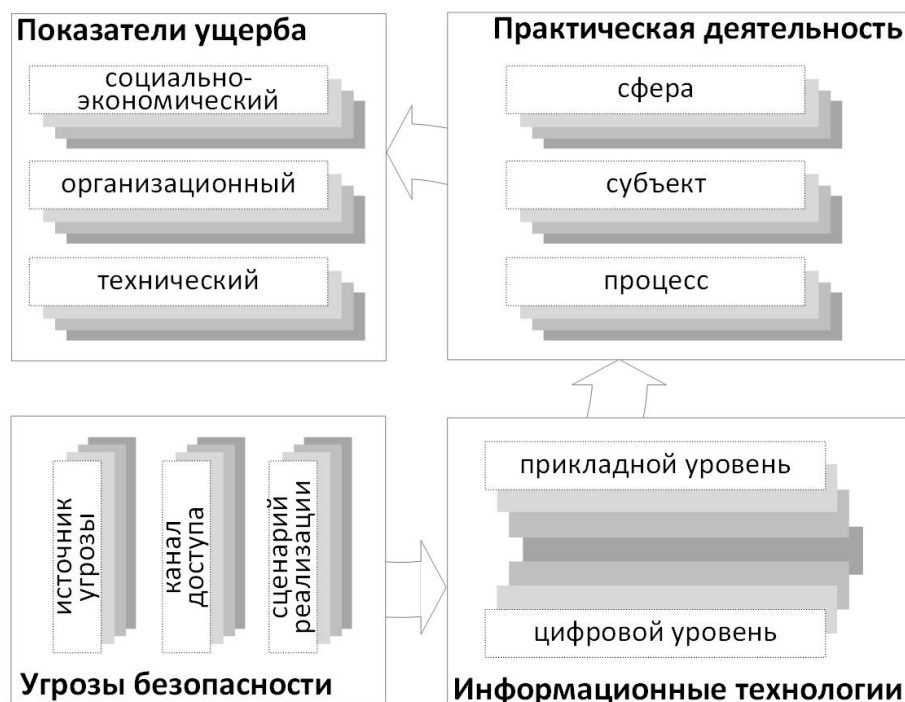 Показатели ущерба
социально-
экономический
организационный
технический
Практическая деятельность
сфера
субъект
процесс
источник
угрозы
канал
доступа
сценарий
реализации
Угрозы безопасности
прикладной уровень
цифровой уровень
Информационные технологии